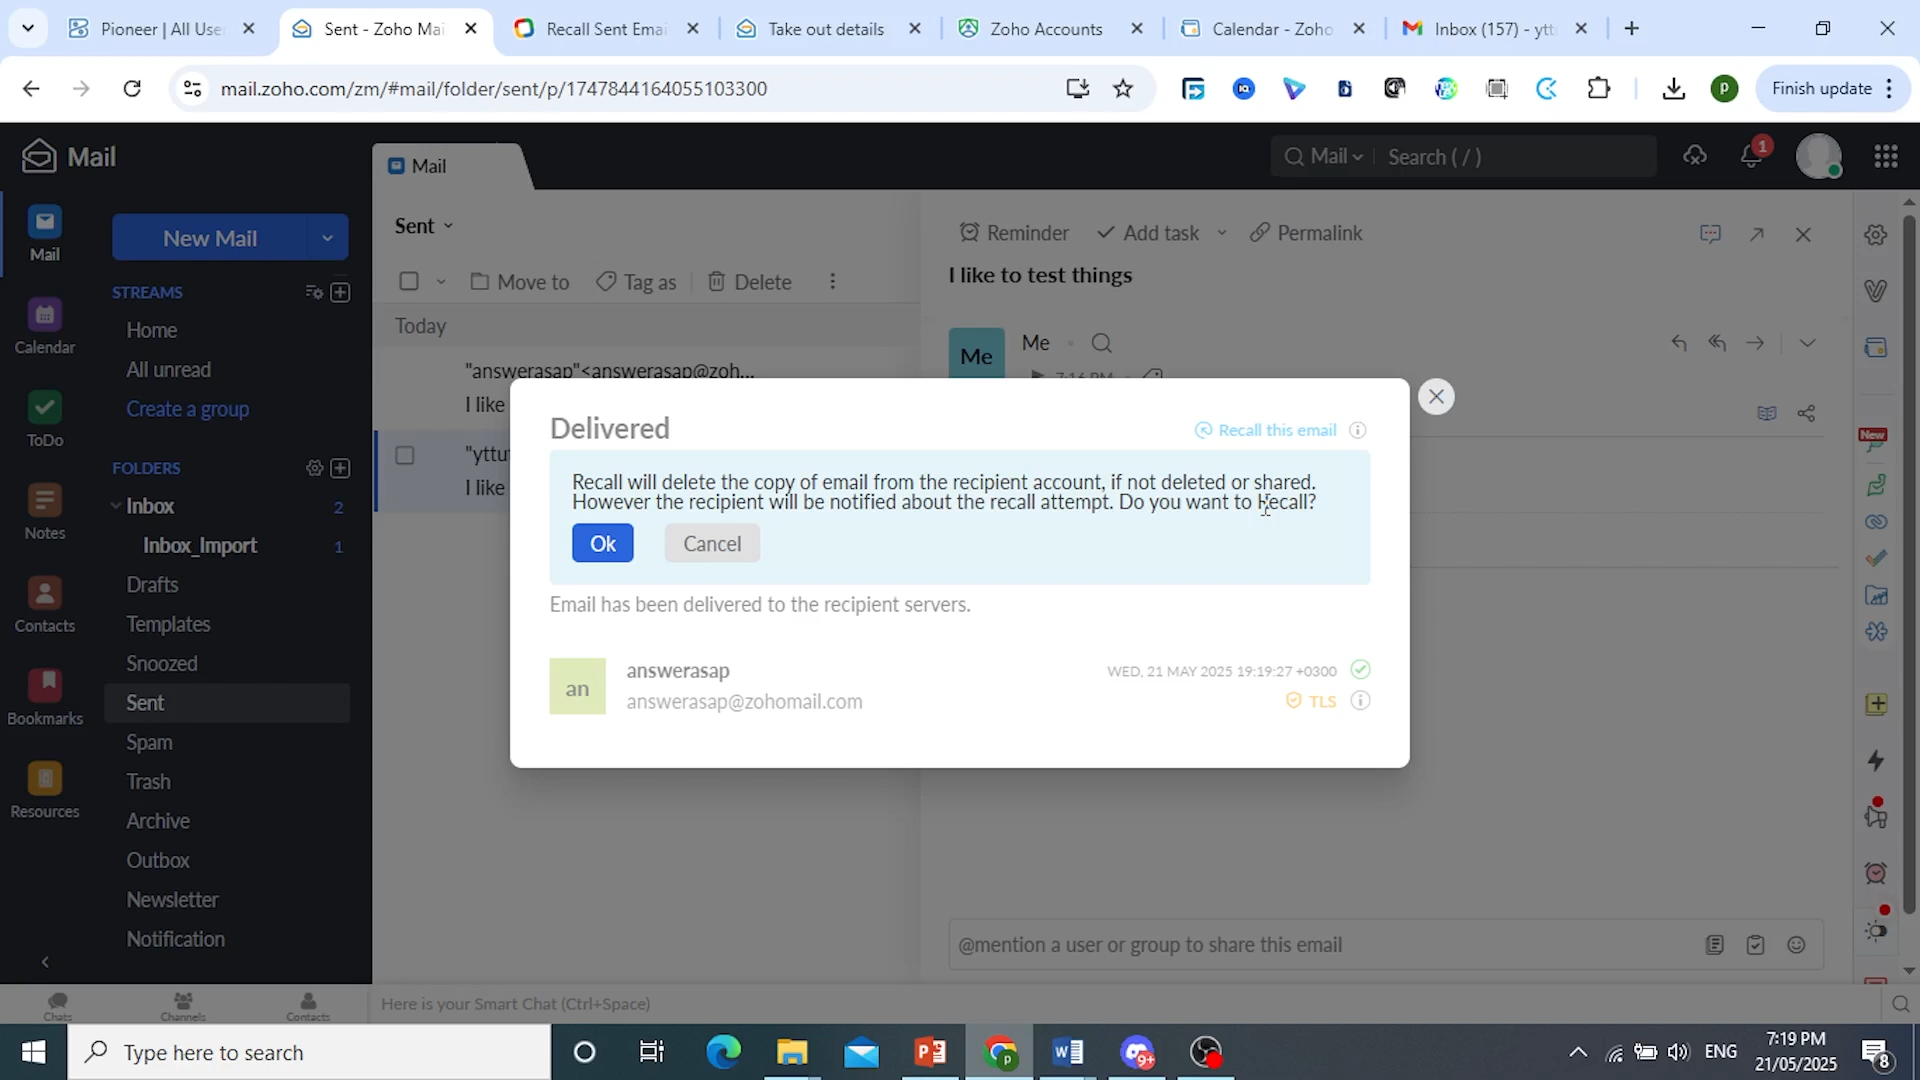 Pioneer | All Use
Sent - Zoho Mai
Recall Sent Emai
Take out details
Zoho Accounts
Calendar - Zoho
Inbox (157) - ytt
mail.zoho.com/zm/#mail/folder/sent/p/1747844164055103300
P
Finish update
Mail
Mail
Mail
Search ( / )
1
Mail
Calendar
ToDo
Notes
Contacts
Bookmarks
Resources
New Mail
STREAMS
Home
All unread
Create a group
FOLDERS
Inbox 2
Inbox_Import 1
Drafts
Templates
Snoozed
Sent
Spam
Trash
Archive
Outbox
Newsletter
Notification
Sent
Move to
Tag as
Delete
Today
"answerasap"<answerasap@zoh...
I like
"yttu
I like
Reminder
Add task
Permalink
I like to test things
Me
Me
7:16 PM
New
Delivered
Recall this email
Recall will delete the copy of email from the recipient account, if not deleted or shared.
However the recipient will be notified about the recall attempt. Do you want to Recall?
Ok
Cancel
Email has been delivered to the recipient servers.
an
answerasap
answerasap@zohomail.com
WED, 21 MAY 2025 19:19:27 +0300
TLS
@mention a user or group to share this email
Chats
Channels
Contacts
Here is your Smart Chat (Ctrl+Space)
Type here to search
9+
ENG
7:19 PM
21/05/2025
8